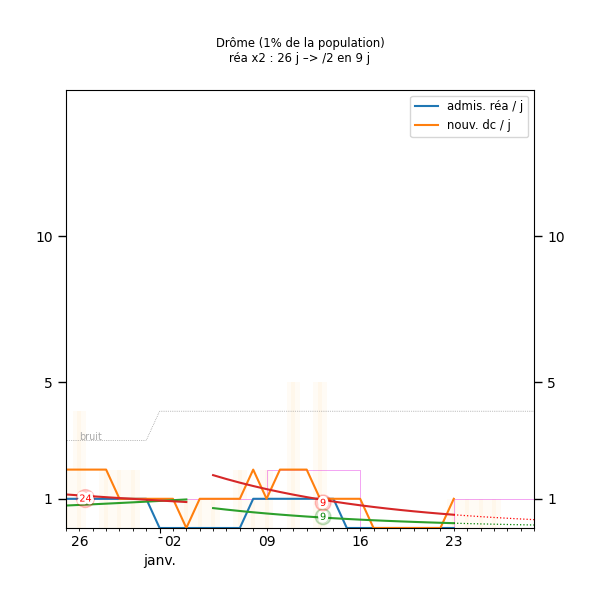 Drôme (1% de la population)
réa x2 : 26 j –> /2 en 9 j
admis. réa / j
nouv. dc / j
10
10
5
5
bruit
1
24
9
9
1
26
02
09
16
23
janv.